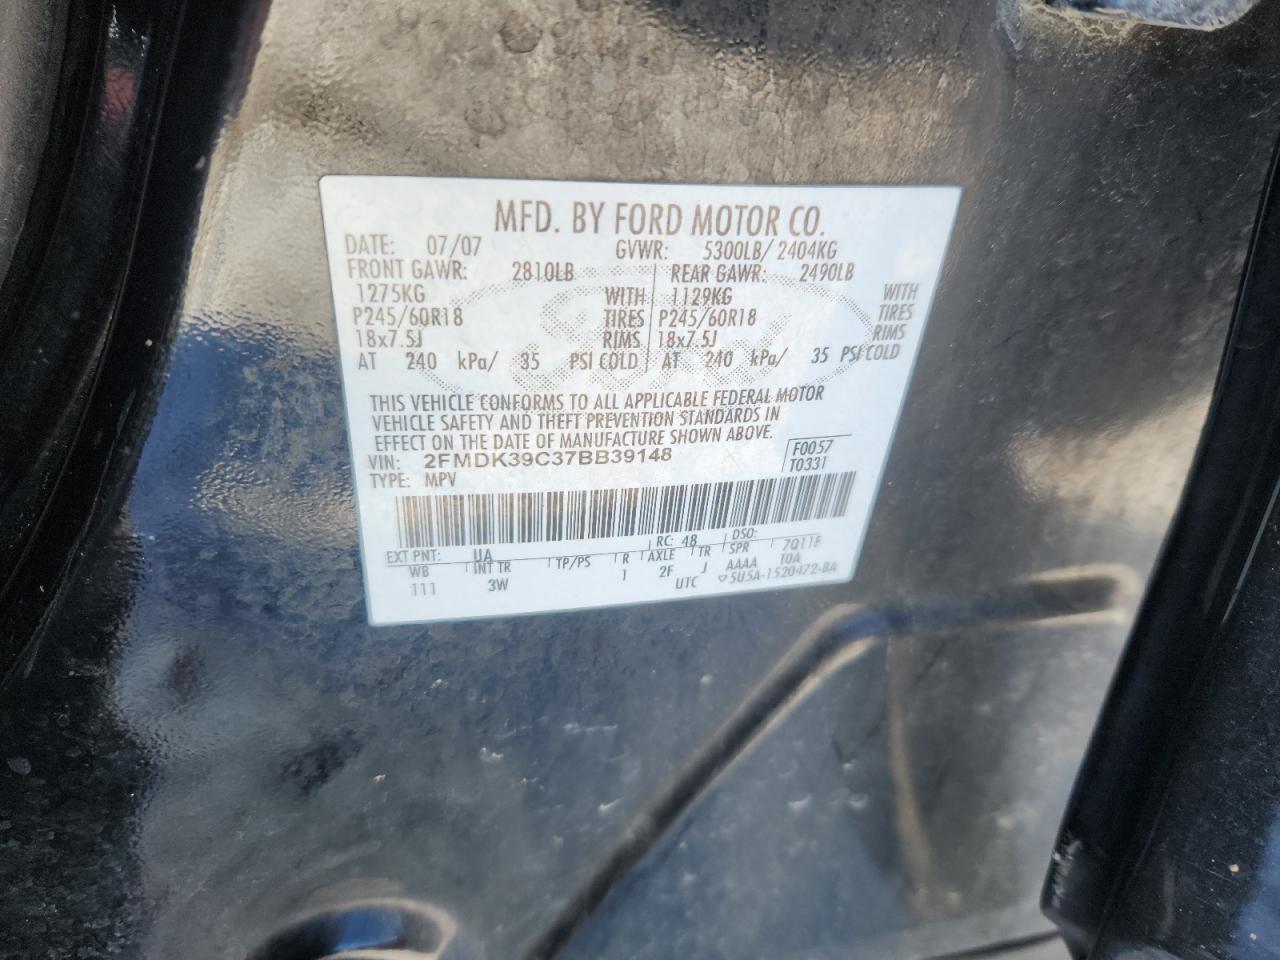 MFD. BY FORD MOTOR CO.
DATE: 07/07 GVWR: 5300LB/ 2404KG
FRONT GAWR: 2810LB REAR GAWR: 2490LB
1275KG WITH 1129KG WITH
P245/60R18 TIRES P245/60R18 TIRES
18x7.5J RIMS 18x7.5J RIMS
AT 240 kPa/ 35 PSI COLD AT 240 kPa/ 35 PSI COLD
THIS VEHICLE CONFORMS TO ALL APPLICABLE FEDERAL MOTOR
VEHICLE SAFETY AND THEFT PREVENTION STANDARDS IN
EFFECT ON THE DATE OF MANUFACTURE SHOWN ABOVE.
VIN: 2FMDK39C37BB39148 F0057
TYPE: MPV T0331
EXT PNT: UA RC: 48 DSO:
WB INT TR TP/PS R AXLE TR SPR 7Q11F
111 3W 1 2F J AAAA TOA
UTC ▽5U5A-1520472-BA
Ford